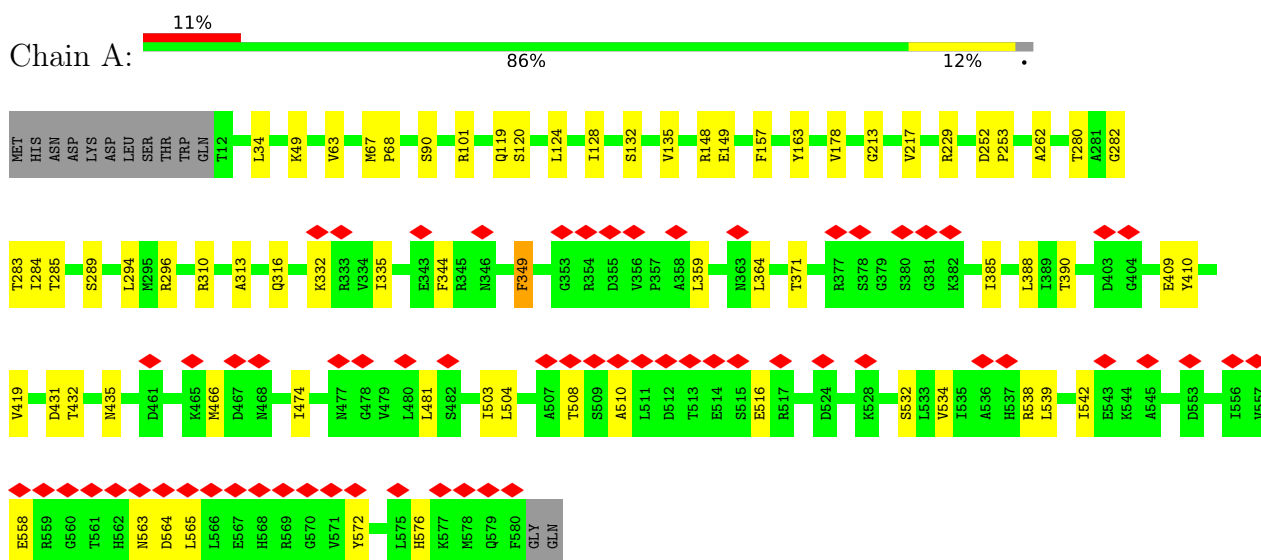 11%
Chain A:
86% 12% •
MET HIS ASN ASP LYS ASP LEU SER THR TRP GLN T12 L34 K49 V63 M67 P68 S90 R101 Q119 S120 L124 I128 S132 V135 R148 E149 F157 Y163 V178 G213 V217 R229 D252 P253 A262 T280 A281 G282
T283 I284 T285 S289 L294 M295 R296 R310 A313 Q316 K332 R333 V334 I335 E343 F344 R345 N346 F349 G353 R354 D355 V356 P357 A358 L359 N363 L364 T371 R377 S378 G379 S380 G381 K382 I385 L388 I389 T390 D403 G404 E409 Y410
V419 D431 T432 N435 D461 K465 M466 D467 N468 I474 N477 G478 V479 L480 L481 S482 I503 L504 A507 T508 S509 A510 L511 D512 T513 E514 S515 E516 R517 D524 K528 S532 L533 V534 I535 A536 H537 R538 L539 I542 E543 K544 A545 D553 I556 V557
E558 R559 G560 T561 H562 N563 D564 L565 L566 E567 H568 R569 G570 V571 Y572 L575 H576 K577 M578 Q579 F580 GLY GLN